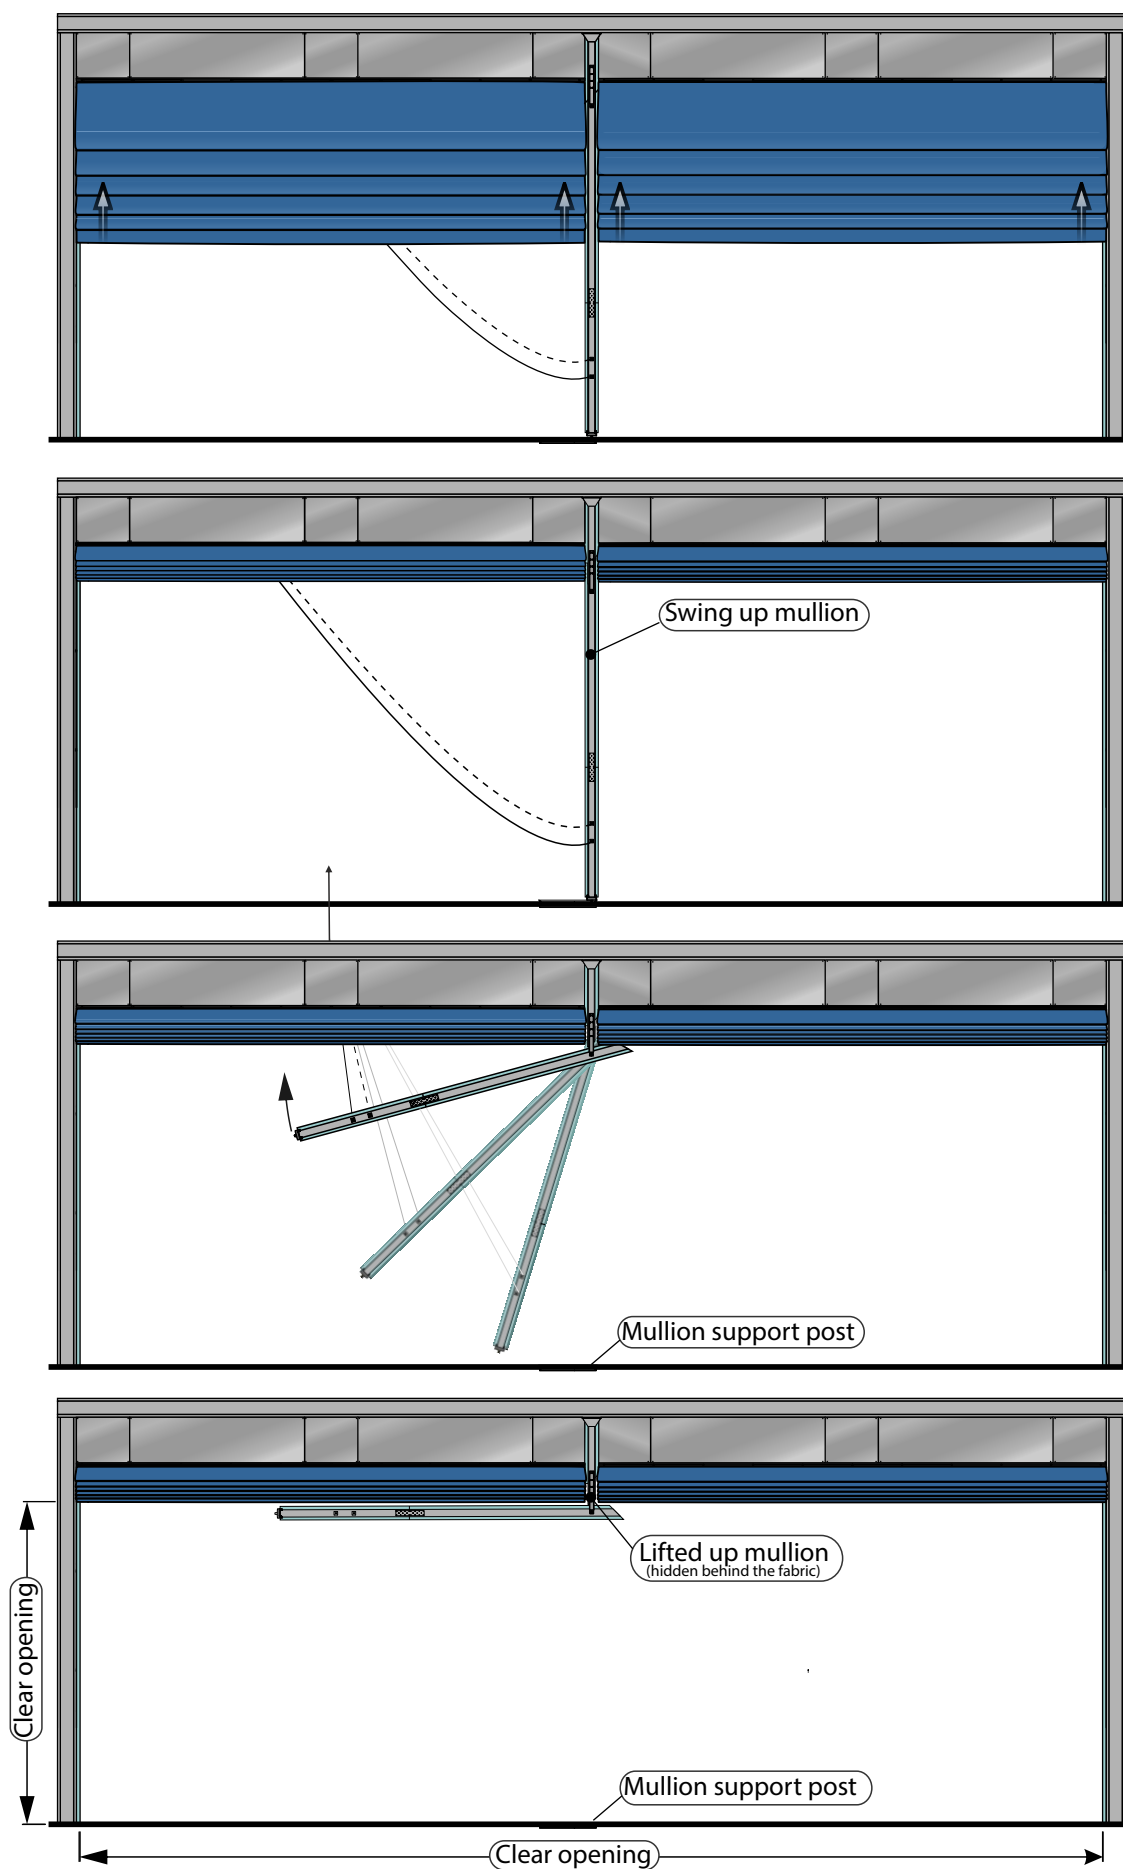 Swing up mullion
Mullion support post
Lifted up mullion
(hidden behind the fabric)
Clear opening
Mullion support post
Clear opening